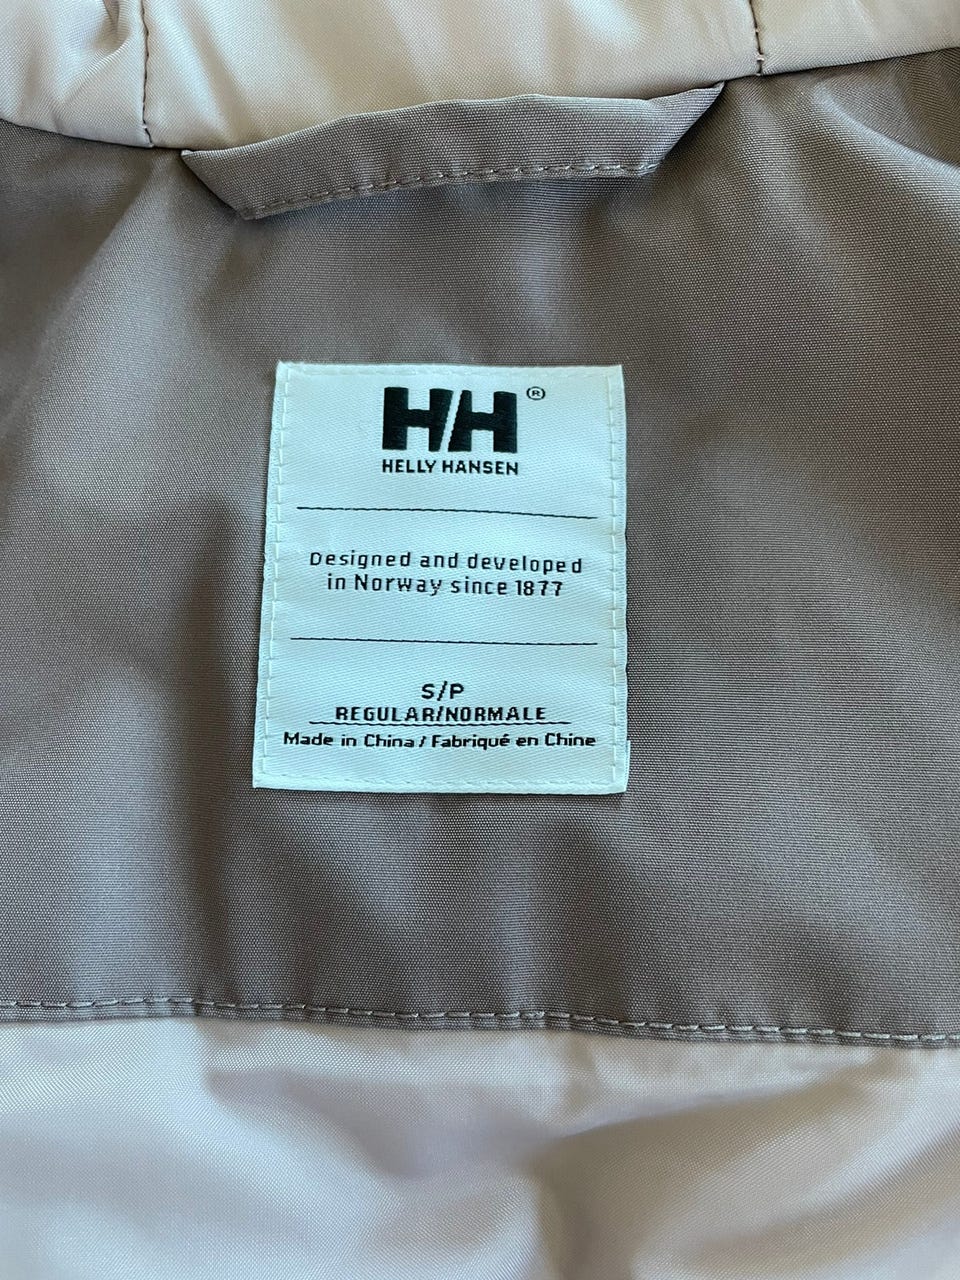 HH®
HELLY HANSEN
Designed and developed
in Norway since 1877
S/P
REGULAR/NORMALE
Made in China / Fabriqué en Chine